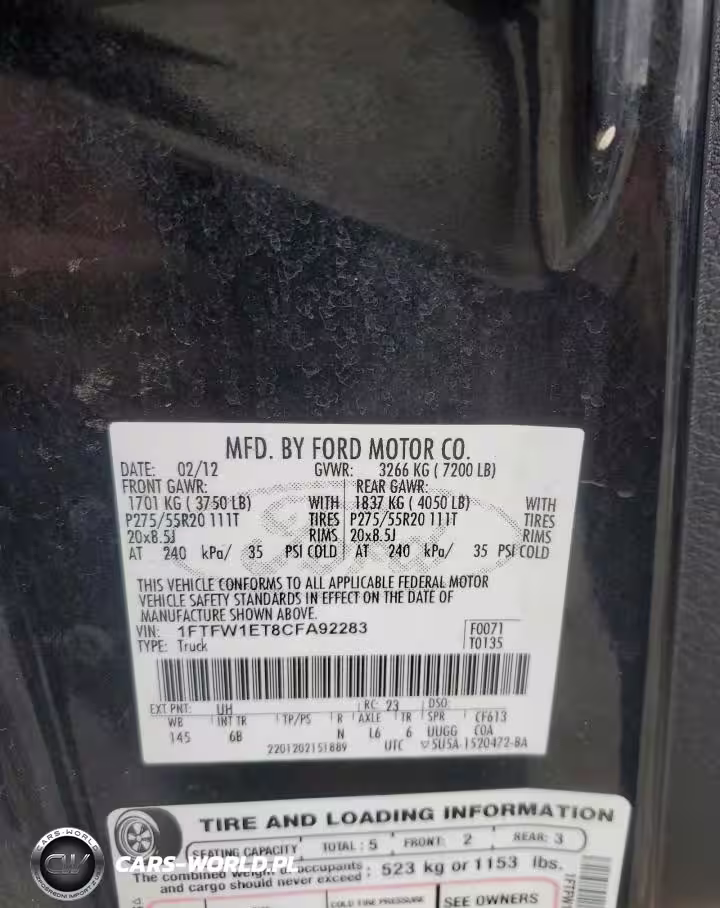 MFD. BY FORD MOTOR CO.
DATE: 02/12 GVWR: 3266 KG ( 7200 LB)
FRONT GAWR: REAR GAWR:
1701 KG ( 3750 LB) WITH 1837 KG ( 4050 LB) WITH
P275/55R20 111T TIRES P275/55R20 111T TIRES
20x8.5J RIMS 20x8.5J RIMS
AT 240 kPa/ 35 PSI COLD AT 240 kPa/ 35 PSI COLD
THIS VEHICLE CONFORMS TO ALL APPLICABLE FEDERAL MOTOR
VEHICLE SAFETY STANDARDS IN EFFECT ON THE DATE OF
MANUFACTURE SHOWN ABOVE.
VIN: 1FTFW1ET8CFA92283 F0071
TYPE: Truck T0135
EXT PNT: UH RC: 23 DSO:
WB INT TR TP/PS R AXLE TR SPR CF613
145 6B N L6 6 UUGG COA
2201202151889 UTC 5U5A-1520472-BA
TIRE AND LOADING INFORMATION
SEATING CAPACITY TOTAL : 5 FRONT: 2 REAR: 3
The combined weight of occupants : 523 kg or 1153 lbs.
and cargo should never exceed
COLD TIRE PRESSURE SEE OWNERS
1FTFW
CARS-WORLD
CW
CARS-WORLD.PL